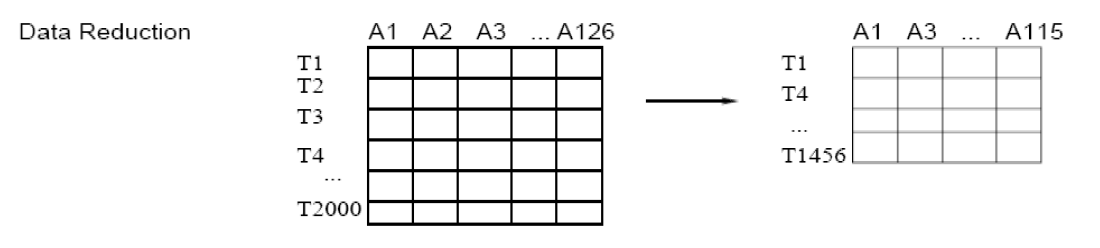 Data Reduction
A1 A2 A3 ... A126
T1
T2
T3
T4
...
T2000
A1 A3 ... A115
T1
T4
...
T1456